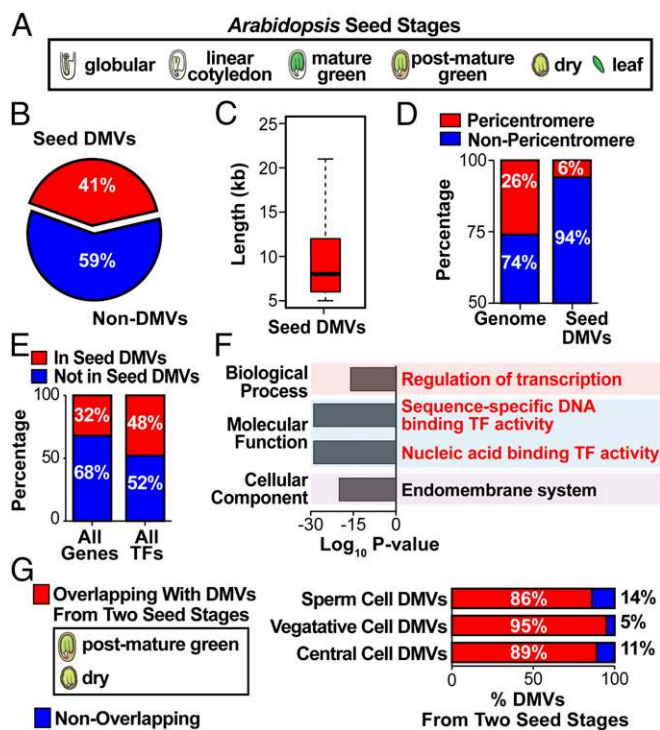 A
Arabidopsis Seed Stages
globular
linear
cotyledon
mature
green
post-mature
green
dry
leaf
B
Seed DMVs
41%
59%
Non-DMVs
C
Length (kb)
25
20
15
10
5
Seed DMVs
D
Pericentromere
Non-Pericentromere
Percentage
100
75
50
26%
74%
6%
94%
Genome
Seed
DMVs
E
In Seed DMVs
Not in Seed DMVs
Percentage
100
50
0
32%
68%
48%
52%
All
Genes
All
TFs
F
Biological
Process
Regulation of transcription
Molecular
Function
Sequence-specific DNA
binding TF activity
Nucleic acid binding TF activity
Cellular
Component
Endomembrane system
-30 -15 0
Log10 P-value
G
Overlapping With DMVs
From Two Seed Stages
post-mature green
dry
Non-Overlapping
Sperm Cell DMVs 86% 14%
Vegatative Cell DMVs 95% 5%
Central Cell DMVs 89% 11%
0 50 100
% DMVs
From Two Seed Stages